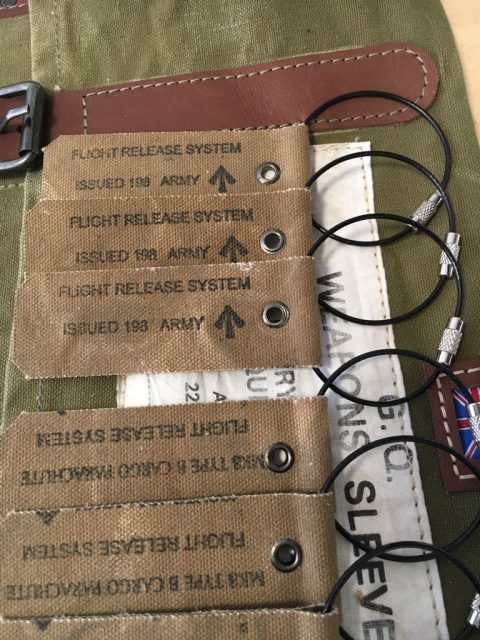 FLIGHT RELEASE SYSTEM
ISSUED 198 ARMY
FLIGHT RELEASE SYSTEM
ISSUED 198 ARMY
FLIGHT RELEASE SYSTEM
ISSUED 198 ARMY
MK3 TYPE B CARGO PARACHUTE
FLIGHT RELEASE SYSTEM
MK3 TYPE B CARGO PARACHUTE
FLIGHT RELEASE SYSTEM
G.Q.
WEAPONS SLEEVE
22